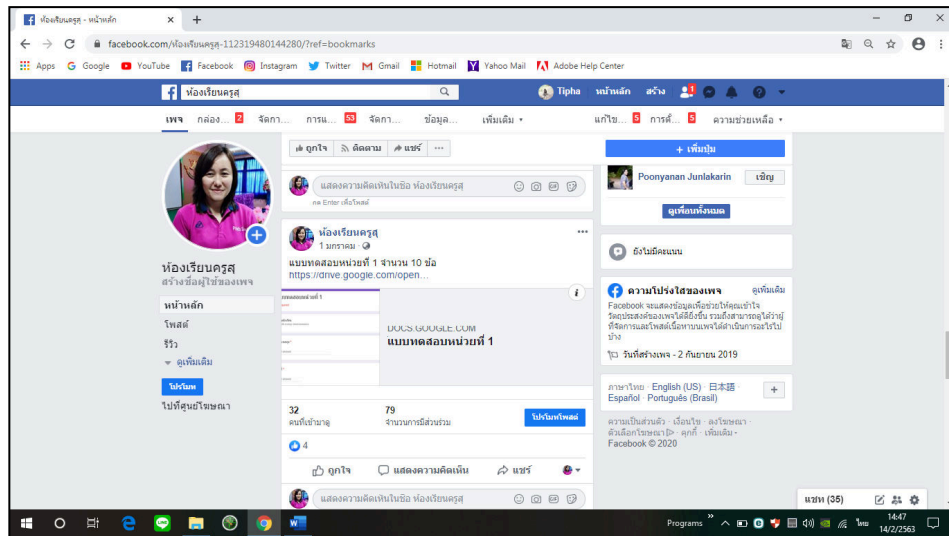 ห้องเรียนครูสุ - หน้าหลัก
facebook.com/ห้องเรียนครูสุ-112319480144280/?ref=bookmarks
Apps Google YouTube Facebook Instagram Twitter Gmail Hotmail Yahoo Mail Adobe Help Center
ห้องเรียนครูสุ
Tipha หน้าหลัก สร้าง 1
เพจ กล่อง... 2 จัดกา... การแ... 53 จัดกา... ข้อมูล... เพิ่มเติม แก้ไข... 5 การตั้... 5 ความช่วยเหลือ
ถูกใจ ติดตาม แชร์ ...
+ เพิ่มปุ่ม
แสดงความคิดเห็นในชื่อ ห้องเรียนครูสุ
กด Enter เพื่อโพสต์
Poonyanan Junlakarin เชิญ
ดูเพื่อนทั้งหมด
ห้องเรียนครูสุ
1 มกราคม
แบบทดสอบหน่วยที่ 1 จำนวน 10 ข้อ
https://drive.google.com/open...
DOCS.GOOGLE.COM
แบบทดสอบหน่วยที่ 1
32
คนที่เข้ามาดู
79
จำนวนการมีส่วนร่วม
โปรโมทโพสต์
4
ถูกใจ แสดงความคิดเห็น แชร์
แสดงความคิดเห็นในชื่อ ห้องเรียนครูสุ
ห้องเรียนครูสุ
สร้างชื่อผู้ใช้ของเพจ
หน้าหลัก
โพสต์
รีวิว
ดูเพิ่มเติม
โปรโมท
ไปที่ศูนย์โฆษณา
ยังไม่มีคะแนน
ความโปร่งใสของเพจ ดูเพิ่มเติม
Facebook จะแสดงข้อมูลเพื่อช่วยให้คุณเข้าใจ
วัตถุประสงค์ของเพจได้ดียิ่งขึ้น รวมถึงสามารถดูได้ว่าผู้
ที่จัดการและโพสต์เนื้อหาบนเพจได้ดำเนินการอะไรไป
บ้าง
วันที่สร้างเพจ - 2 กันยายน 2019
ภาษาไทย · English (US) · 日本語 ·
Español · Português (Brasil)
ความเป็นส่วนตัว · เงื่อนไข · ลงโฆษณา ·
ตัวเลือกโฆษณา · คุกกี้ · เพิ่มเติม
Facebook © 2020
แชท (35)
Programs ไทย 14:47
14/2/2563